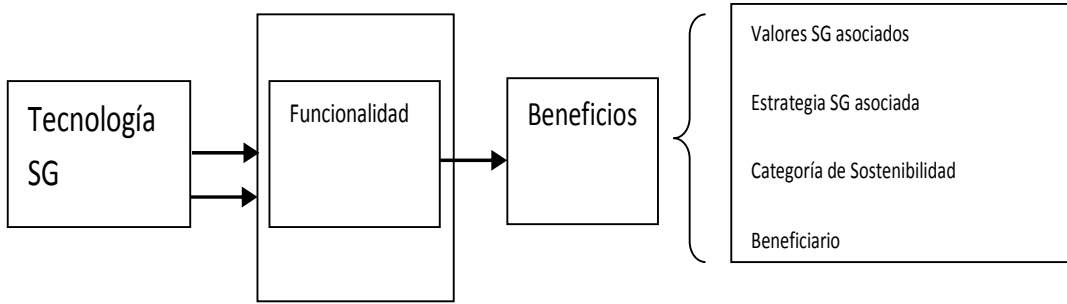 Tecnología
SG
Funcionalidad
Beneficios
Valores SG asociados
Estrategia SG asociada
Categoría de Sostenibilidad
Beneficiario